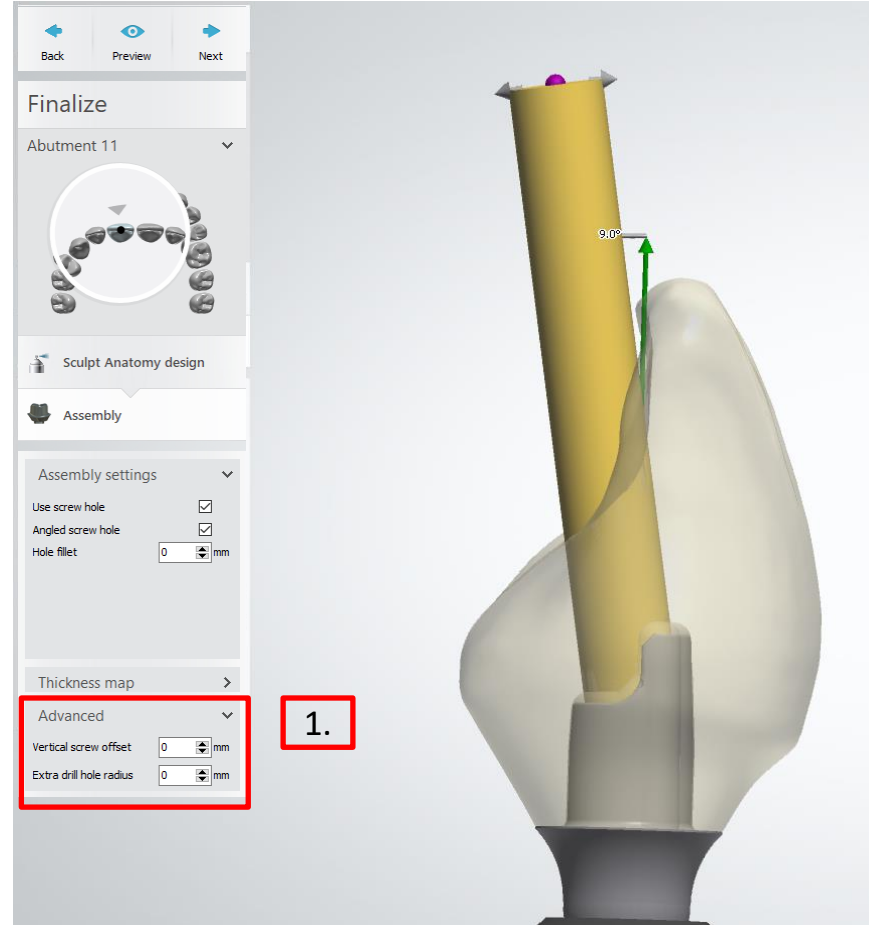 Back Preview Next
Finalize
Abutment 11
9.0°
Sculpt Anatomy design
Assembly
Assembly settings
Use screw hole
Angled screw hole
Hole fillet 0 mm
Thickness map
Advanced
1.
Vertical screw offset 0 mm
Extra drill hole radius 0 mm